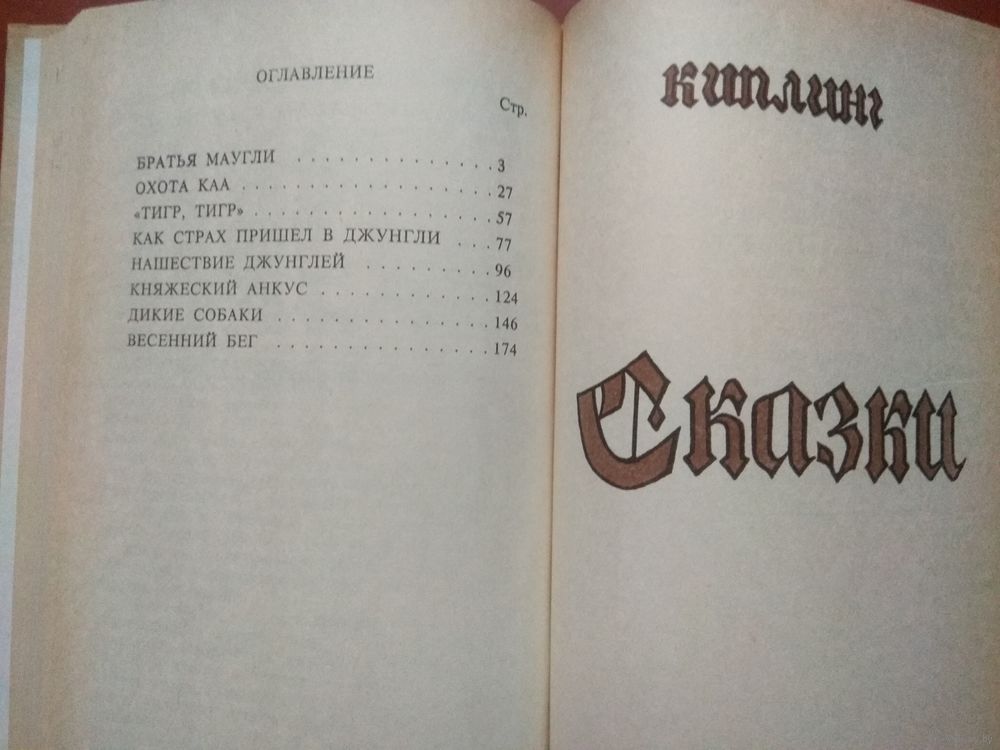 ОГЛАВЛЕНИЕ
Стр.
БРАТЬЯ МАУГЛИ . . . . . . . . . . . . . . 3
ОХОТА КАА . . . . . . . . . . . . . . . . . . 27
«ТИГР, ТИГР» . . . . . . . . . . . . . . . . . 57
КАК СТРАХ ПРИШЕЛ В ДЖУНГЛИ . . . 77
НАШЕСТВИЕ ДЖУНГЛЕЙ . . . . . . . . . 96
КНЯЖЕСКИЙ АНКУС . . . . . . . . . . . . 124
ДИКИЕ СОБАКИ . . . . . . . . . . . . . . . 146
ВЕСЕННИЙ БЕГ . . . . . . . . . . . . . . . 174
КИПЛИНГ
Сказки